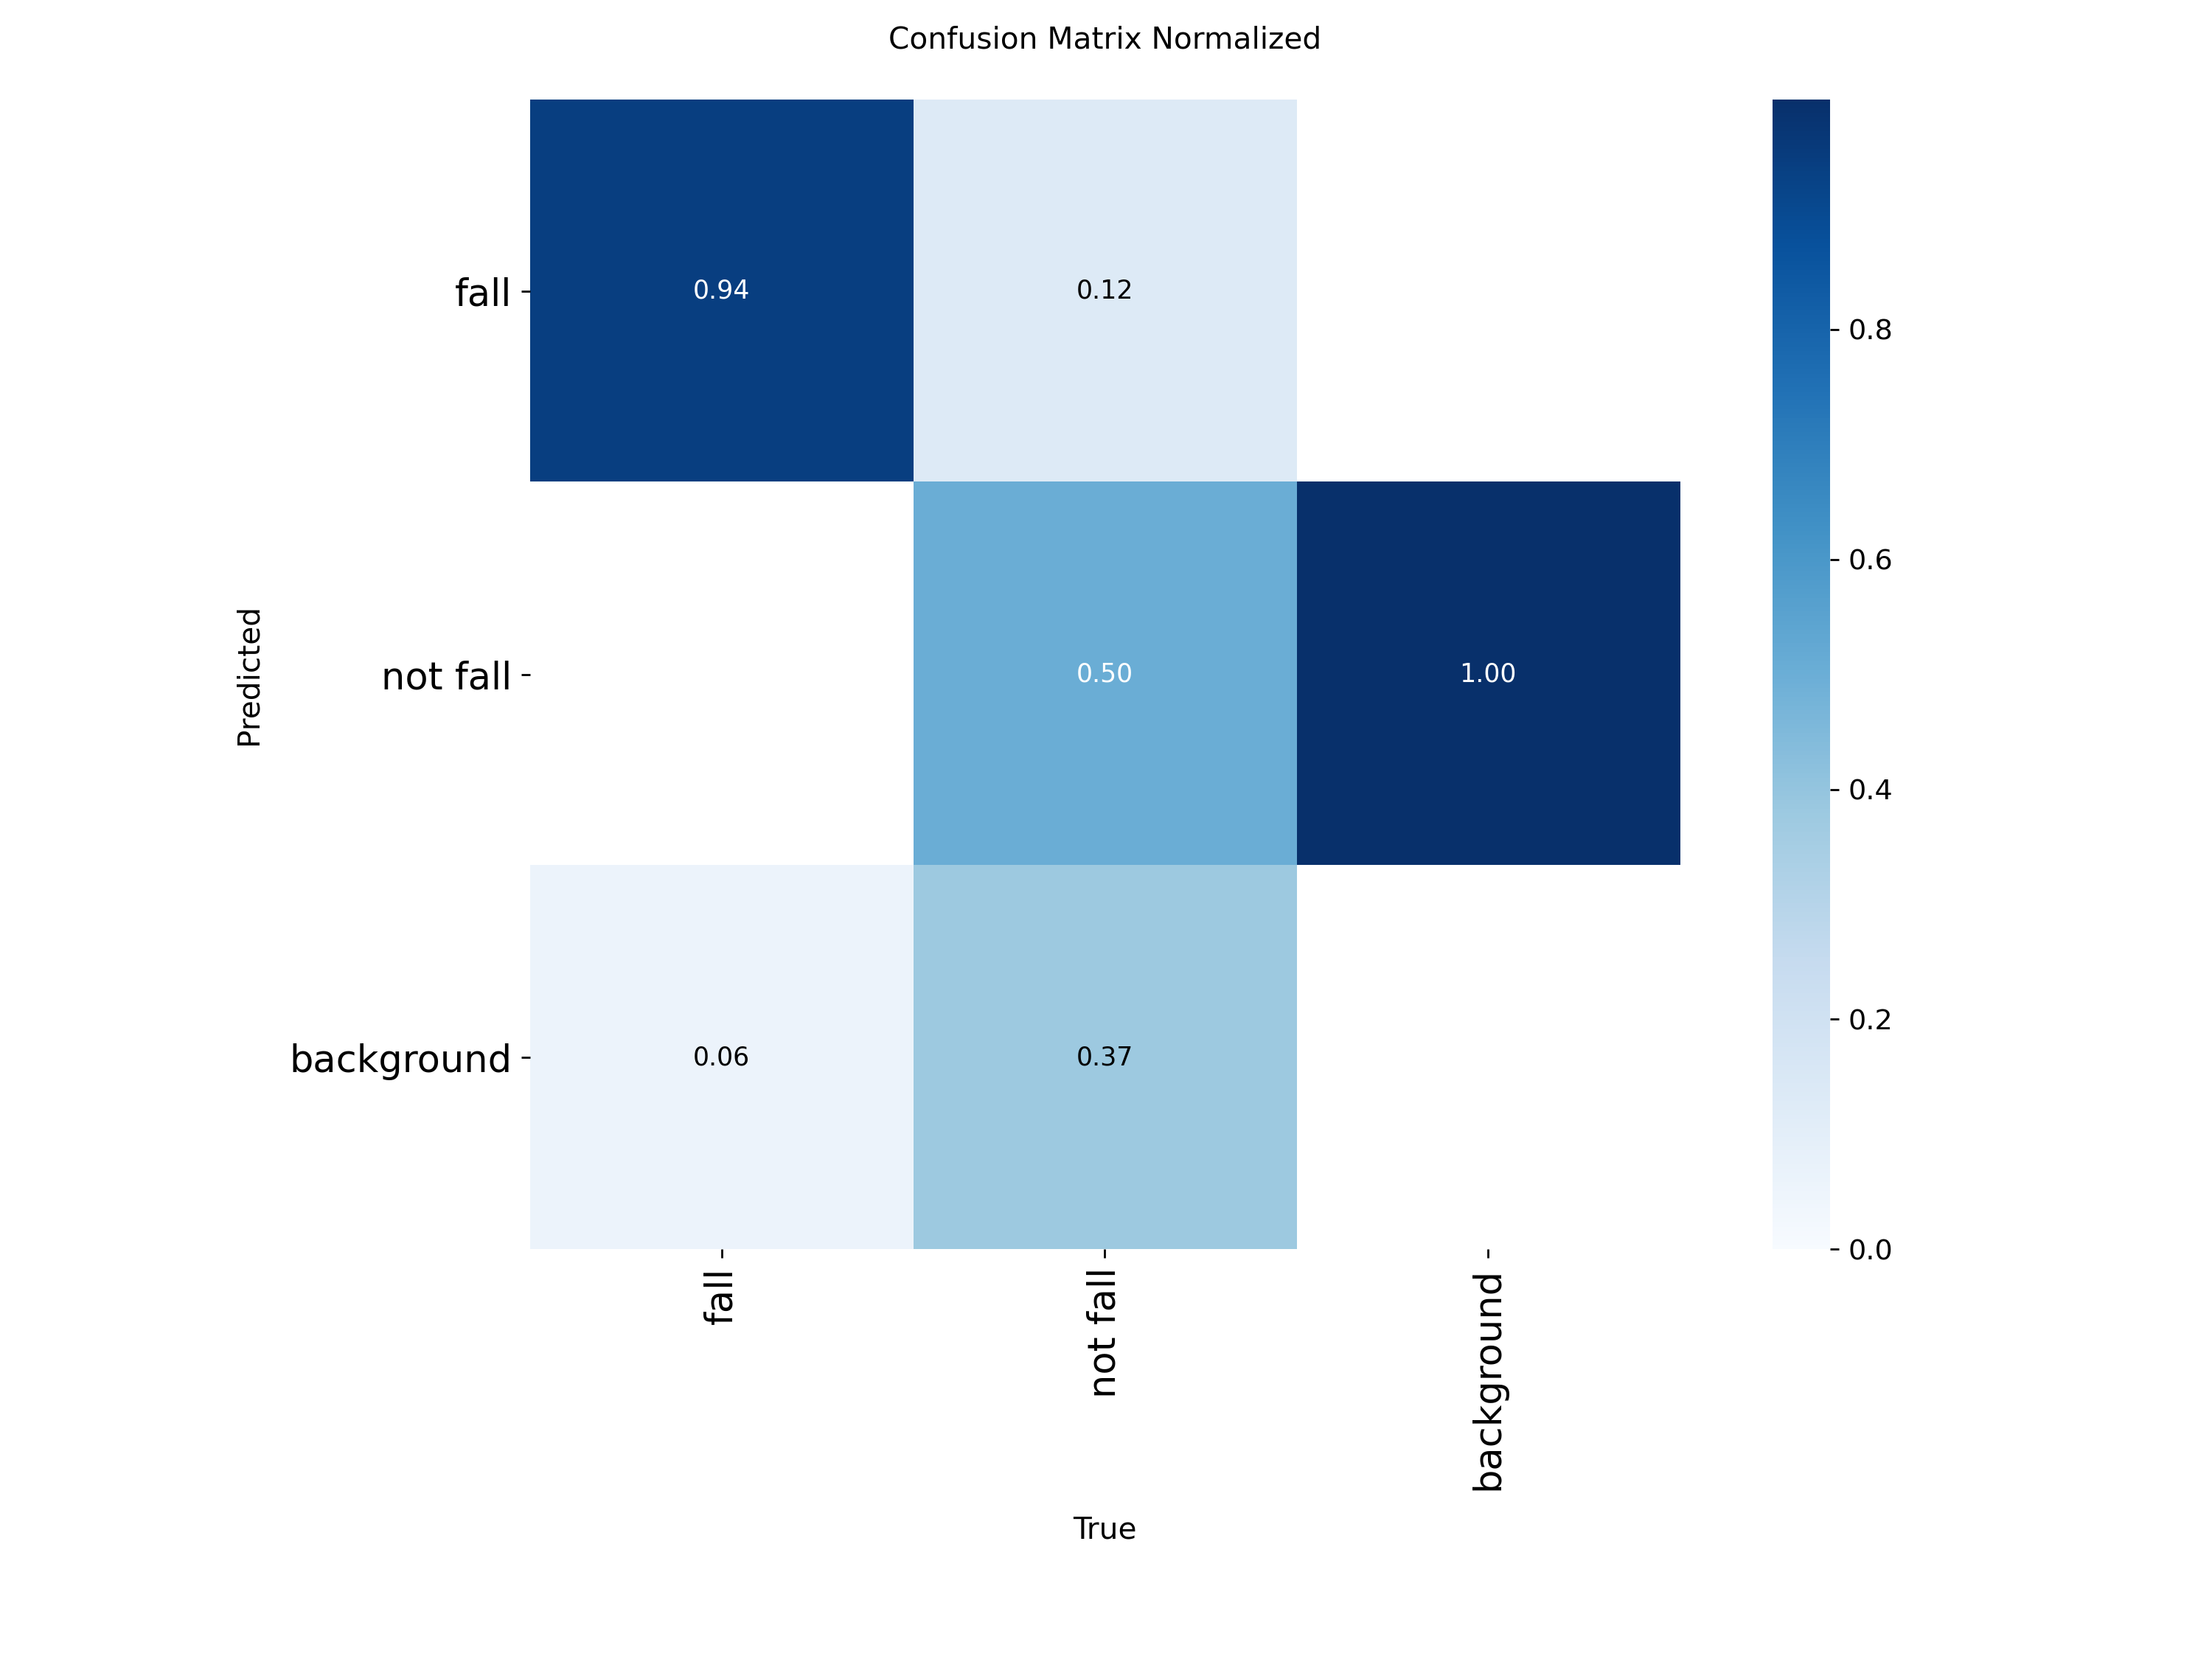 Confusion Matrix Normalized
fall
0.94
0.12
0.8
0.6
Predicted
not fall
0.50
1.00
0.4
0.2
background
0.06
0.37
0.0
fall
not fall
background
True